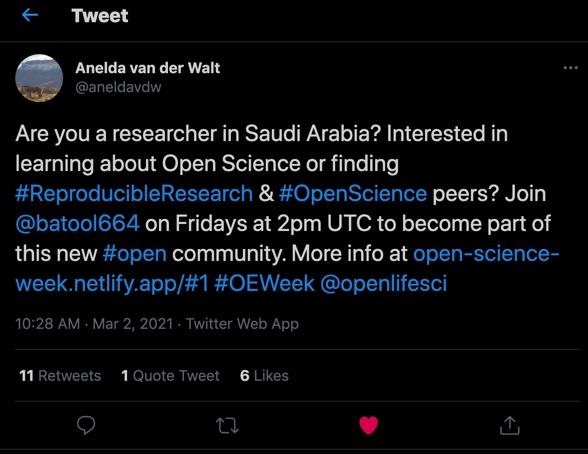 Tweet
Anelda van der Walt
@aneldavdw
Are you a researcher in Saudi Arabia? Interested in
learning about Open Science or finding
#ReproducibleResearch & #OpenScience peers? Join
@batool664 on Fridays at 2pm UTC to become part of
this new #open community. More info at open-science-
week.netlify.app/#1 #OEWeek @openlifesci
10:28 AM · Mar 2, 2021 · Twitter Web App
11 Retweets 1 Quote Tweet 6 Likes